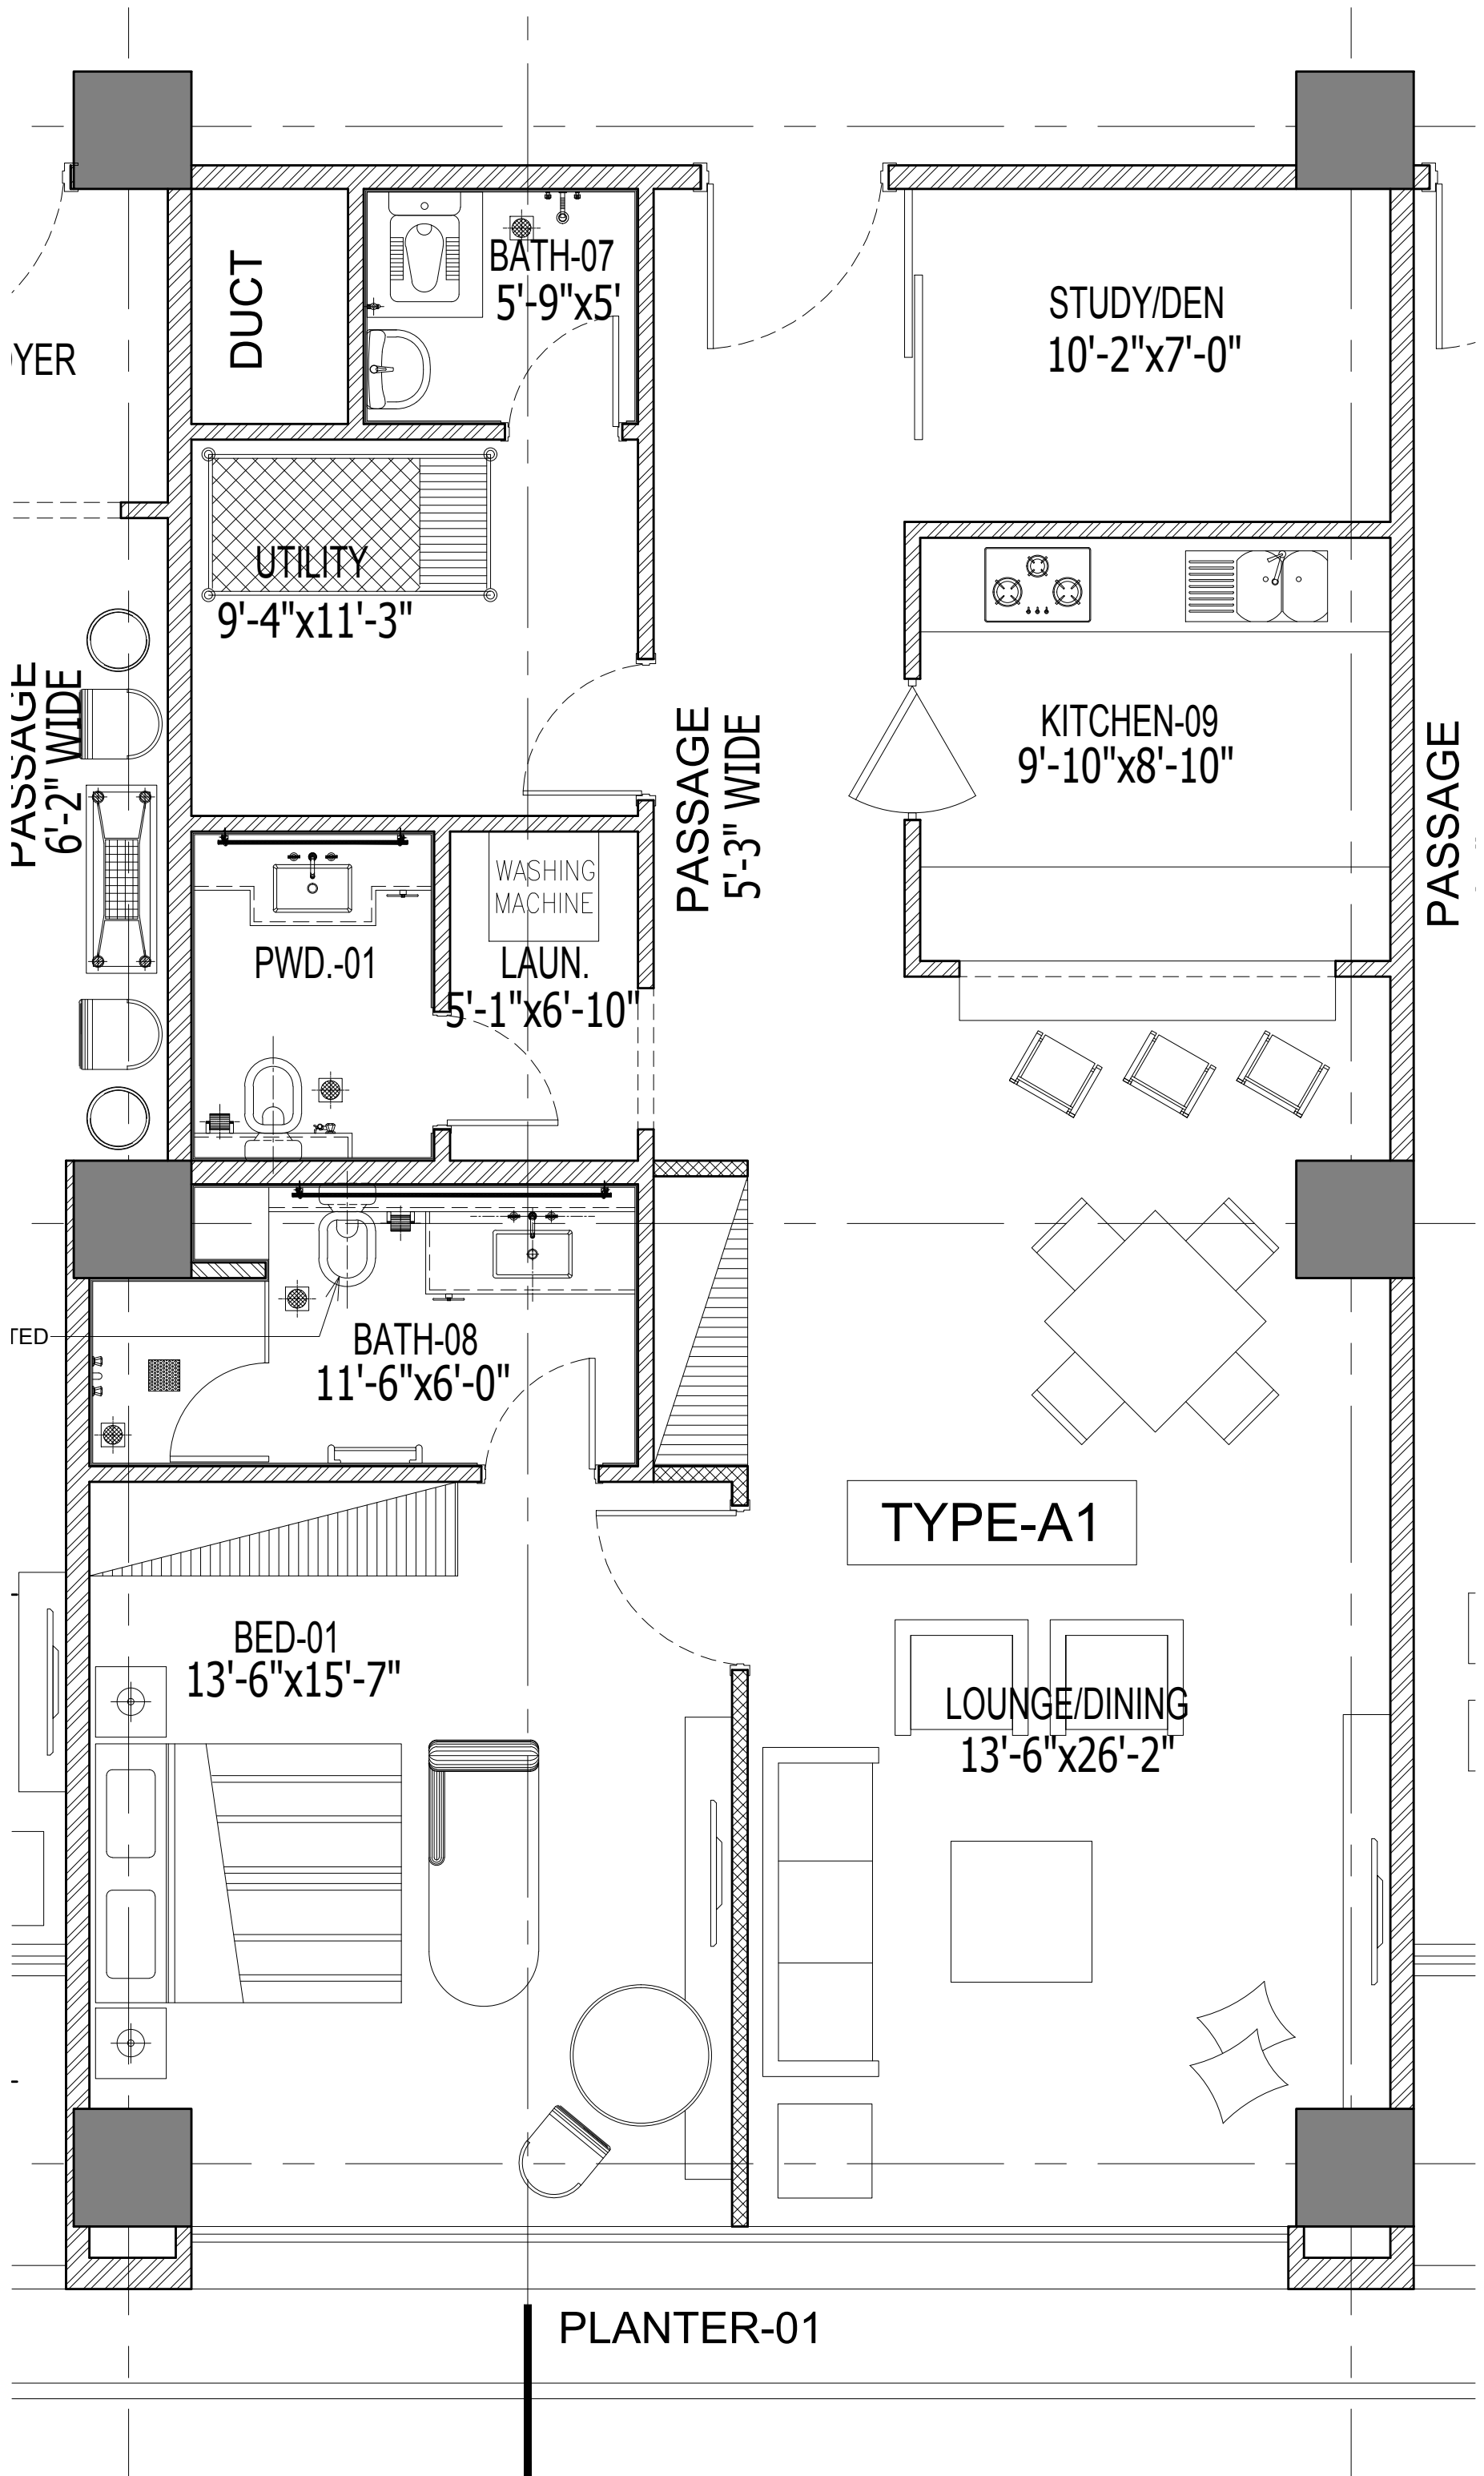 BATH-07
5'-9"x5'
DUCT
STUDY/DEN
10'-2"x7'-0"
UTILITY
9'-4"x11'-3"
PASSAGE
6'-2" WIDE
PASSAGE
5'-3" WIDE
KITCHEN-09
9'-10"x8'-10"
PASSAGE
WASHING
MACHINE
PWD.-01
LAUN.
5'-1"x6'-10"
BATH-08
11'-6"x6'-0"
TYPE-A1
BED-01
13'-6"x15'-7"
LOUNGE/DINING
13'-6"x26'-2"
PLANTER-01